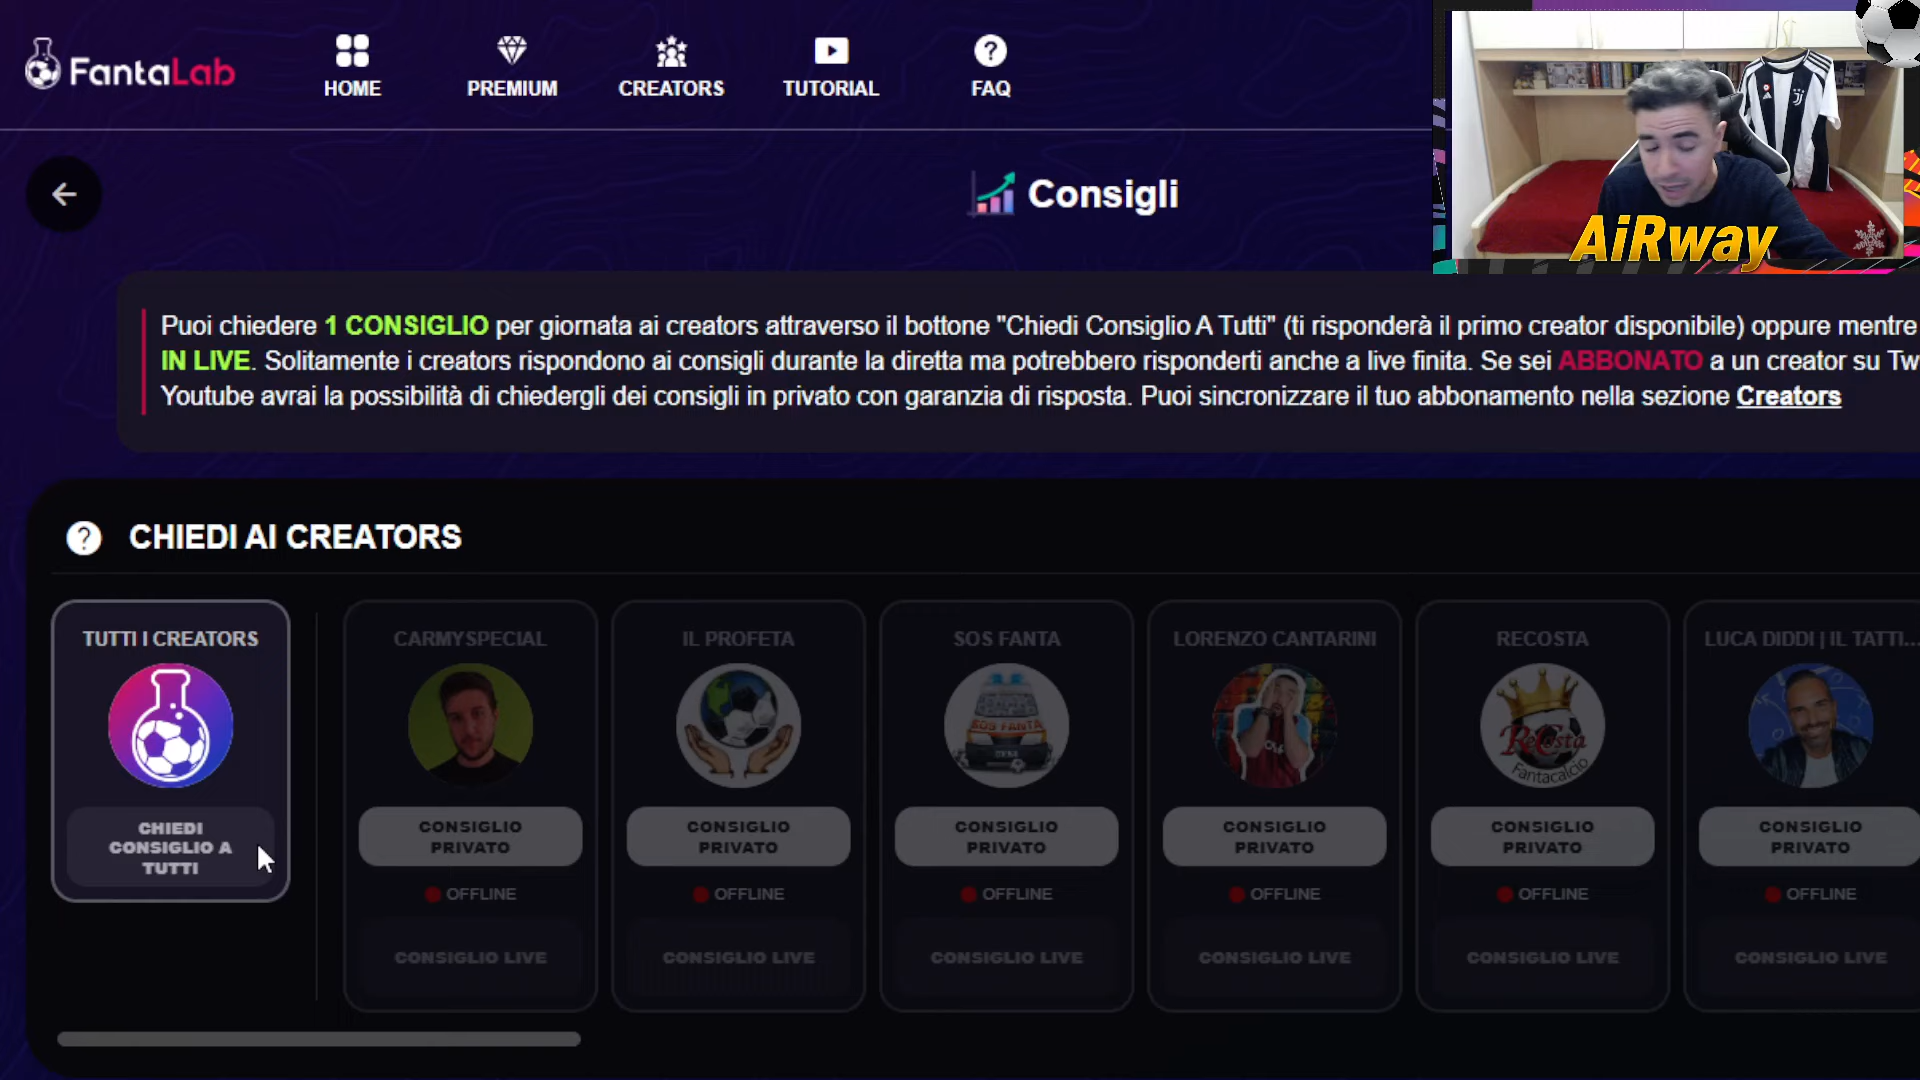 FantaLab
HOME
PREMIUM
CREATORS
TUTORIAL
FAQ
AiRway
Consigli
Puoi chiedere 1 CONSIGLIO per giornata ai creators attraverso il bottone "Chiedi Consiglio A Tutti" (ti risponderà il primo creator disponibile) oppure mentre
IN LIVE. Solitamente i creators rispondono ai consigli durante la diretta ma potrebbero risponderti anche a live finita. Se sei ABBONATO a un creator su Tw
Youtube avrai la possibilità di chiedergli dei consigli in privato con garanzia di risposta. Puoi sincronizzare il tuo abbonamento nella sezione Creators
CHIEDI AI CREATORS
TUTTI I CREATORS
CHIEDI
CONSIGLIO A
TUTTI
CARMYSPECIAL
CONSIGLIO
PRIVATO
OFFLINE
CONSIGLIO LIVE
IL PROFETA
CONSIGLIO
PRIVATO
OFFLINE
CONSIGLIO LIVE
SOS FANTA
SOS FANTA
CONSIGLIO
PRIVATO
OFFLINE
CONSIGLIO LIVE
LORENZO CANTARINI
CONSIGLIO
PRIVATO
OFFLINE
CONSIGLIO LIVE
RECOSTA
ReCosta
Fantacalcio
CONSIGLIO
PRIVATO
OFFLINE
CONSIGLIO LIVE
LUCA DIDDI | IL TATTI...
CONSIGLIO
PRIVATO
OFFLINE
CONSIGLIO LIVE